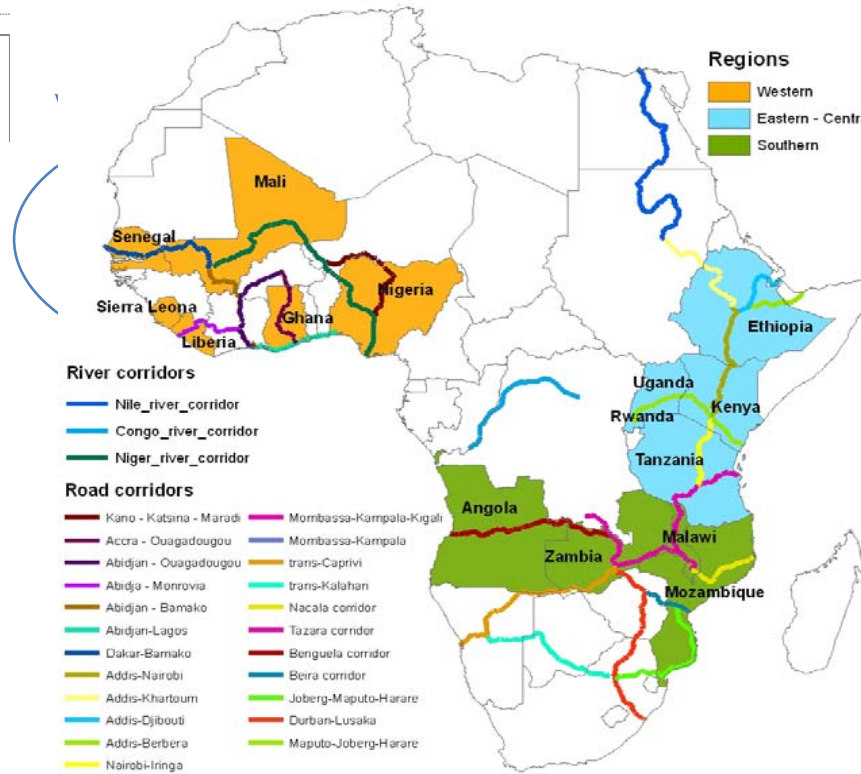 Regions
Western
Eastern - Centr
Southern
Mali
Senegal
Sierra Leona
Ghana
Nigeria
Liberia
Ethiopia
Uganda
Rwanda
Kenya
Tanzania
Angola
Zambia
Malawi
Mozambique
River corridors
Nile_river_corridor
Congo_river_corridor
Niger_river_corridor
Road corridors
Kano - Katsina - Maradi
Accra - Ouagadougou
Abidjan - Ouagadougou
Abidja - Monrovia
Abidjan - Bamako
Abidjan-Lagos
Dakar-Bamako
Addis-Nairobi
Addis-Khartoum
Addis-Djibouti
Addis-Berbera
Nairobi-Iringa
Mombassa-Kampala-Kigali
Mombassa-Kampala
trans-Caprivi
trans-Kalahari
Nacala corridor
Tazara corridor
Benguela corridor
Beira corridor
Joberg-Maputo-Harare
Durban-Lusaka
Maputo-Joberg-Harare